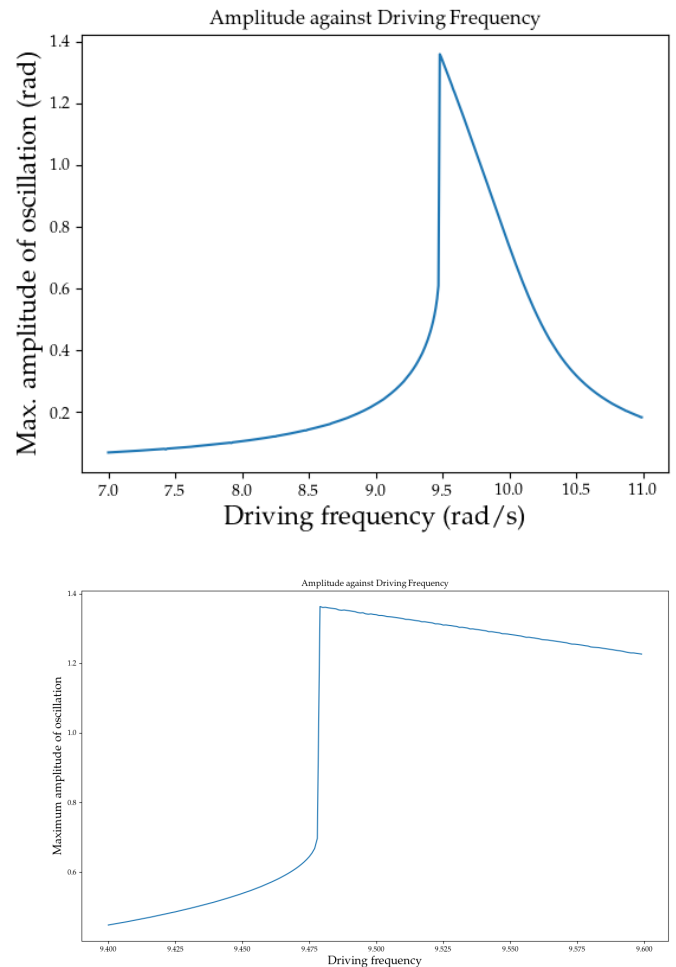 Amplitude against Driving Frequency
Max. amplitude of oscillation (rad)
1.4
1.2
1.0
0.8
0.6
0.4
0.2
7.0 7.5 8.0 8.5 9.0 9.5 10.0 10.5 11.0
Driving frequency (rad/s)
Amplitude against Driving Frequency
Maximum amplitude of oscillation
1.4
1.2
1.0
0.8
0.6
9.400 9.425 9.450 9.475 9.500 9.525 9.550 9.575 9.600
Driving frequency